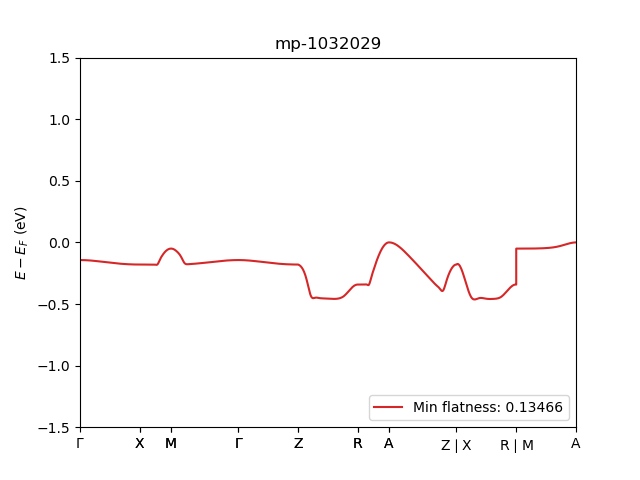 mp-1032029
1.5
1.0
0.5
0.0
−0.5
−1.0
−1.5
E − E_F (eV)
Min flatness: 0.13466
Γ X M Γ Z R A Z | X R | M A